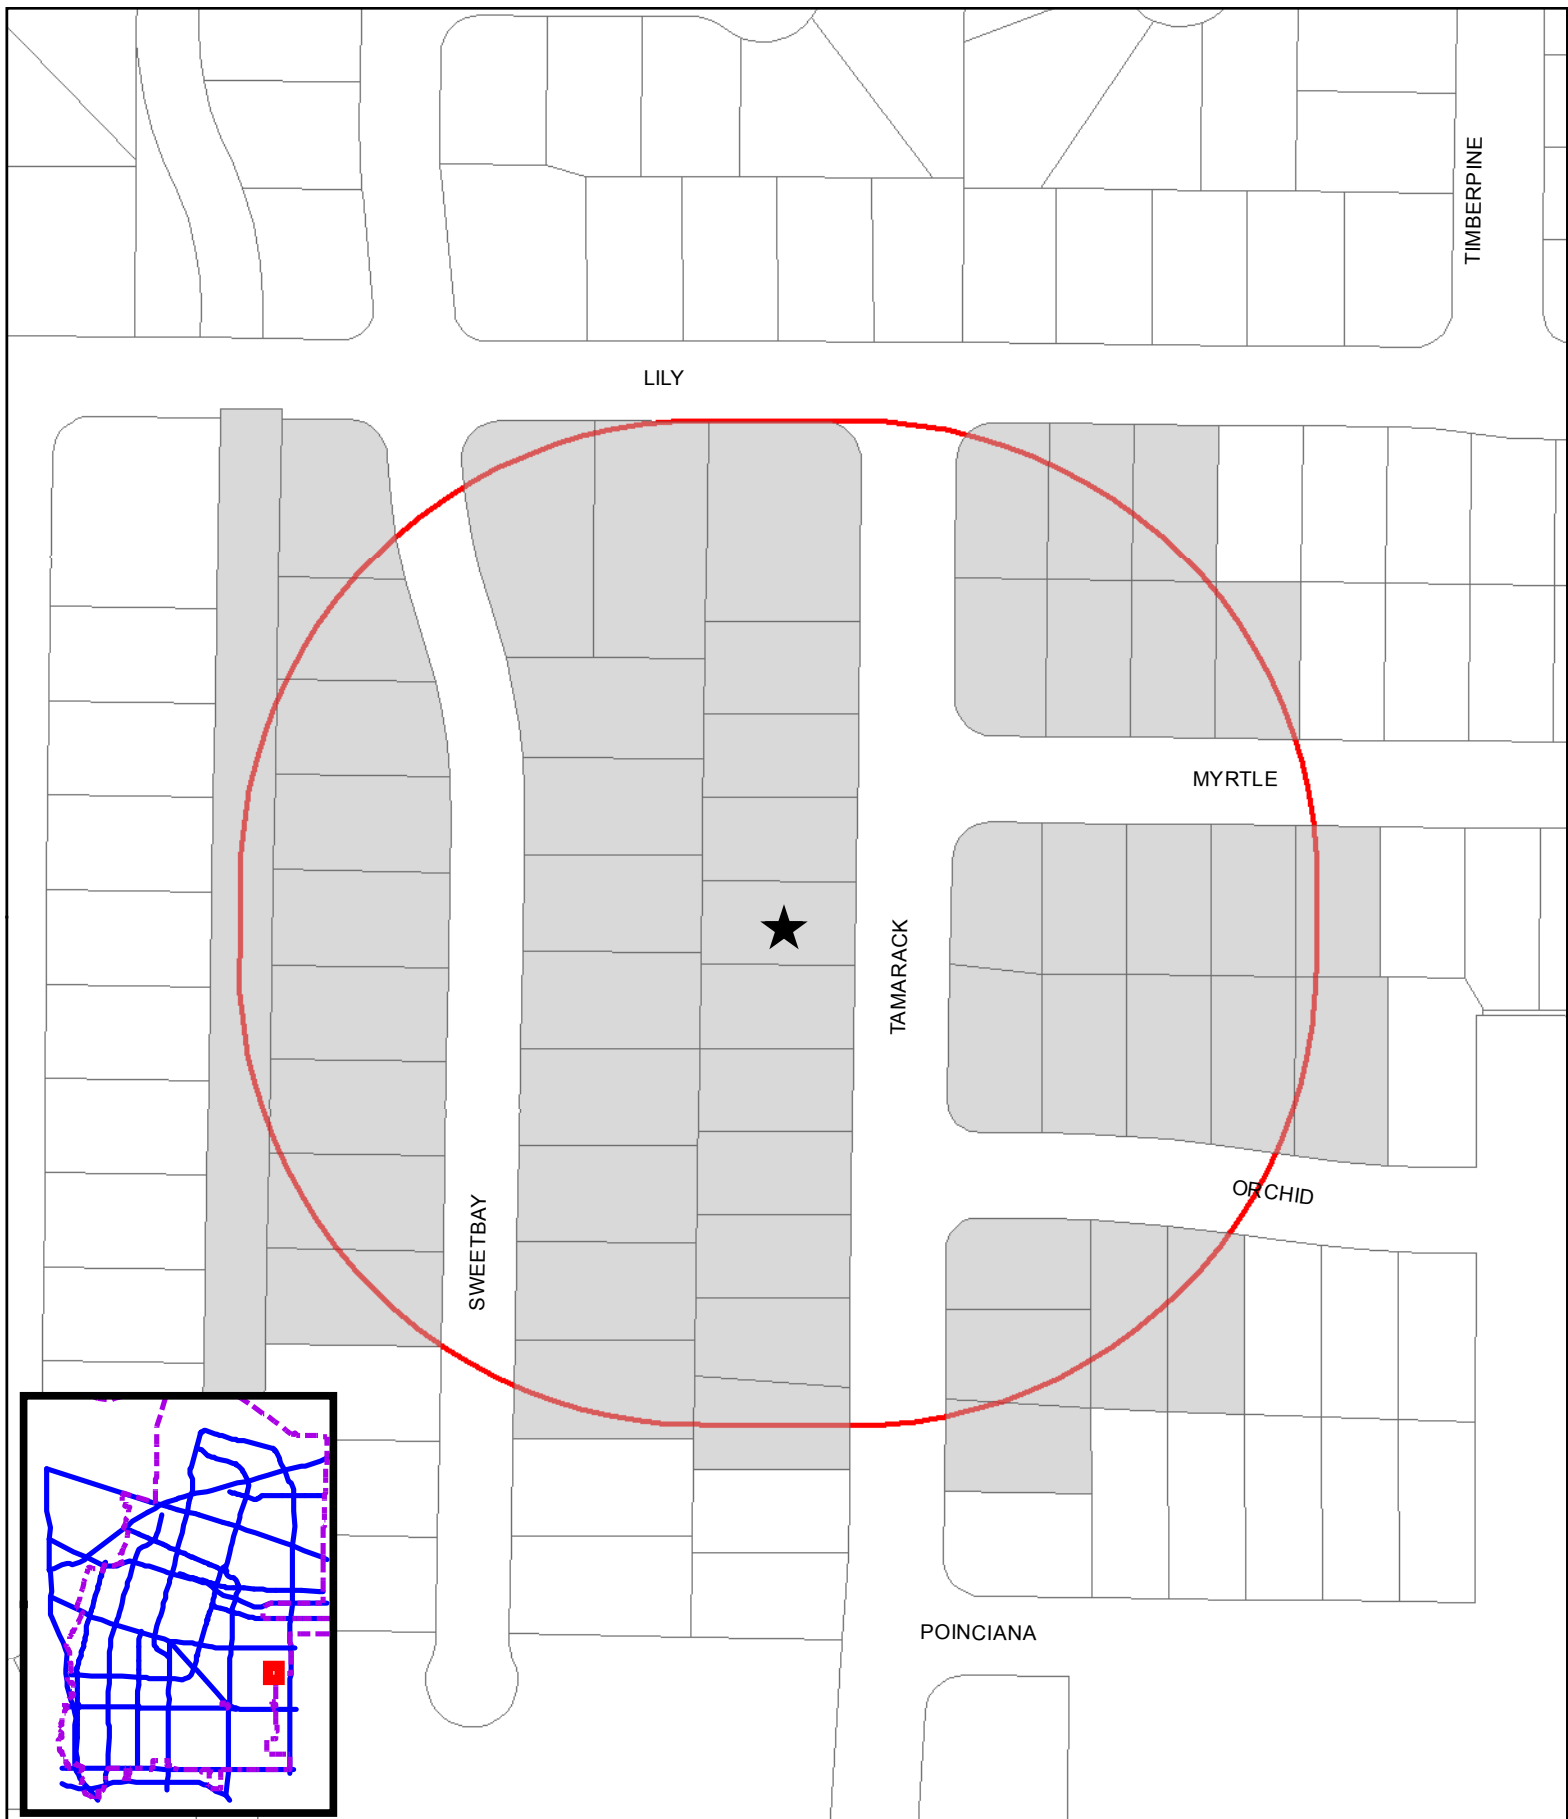 TIMBERPINE
LILY
MYRTLE
TAMARACK
ORCHID
SWEETBAY
POINCIANA